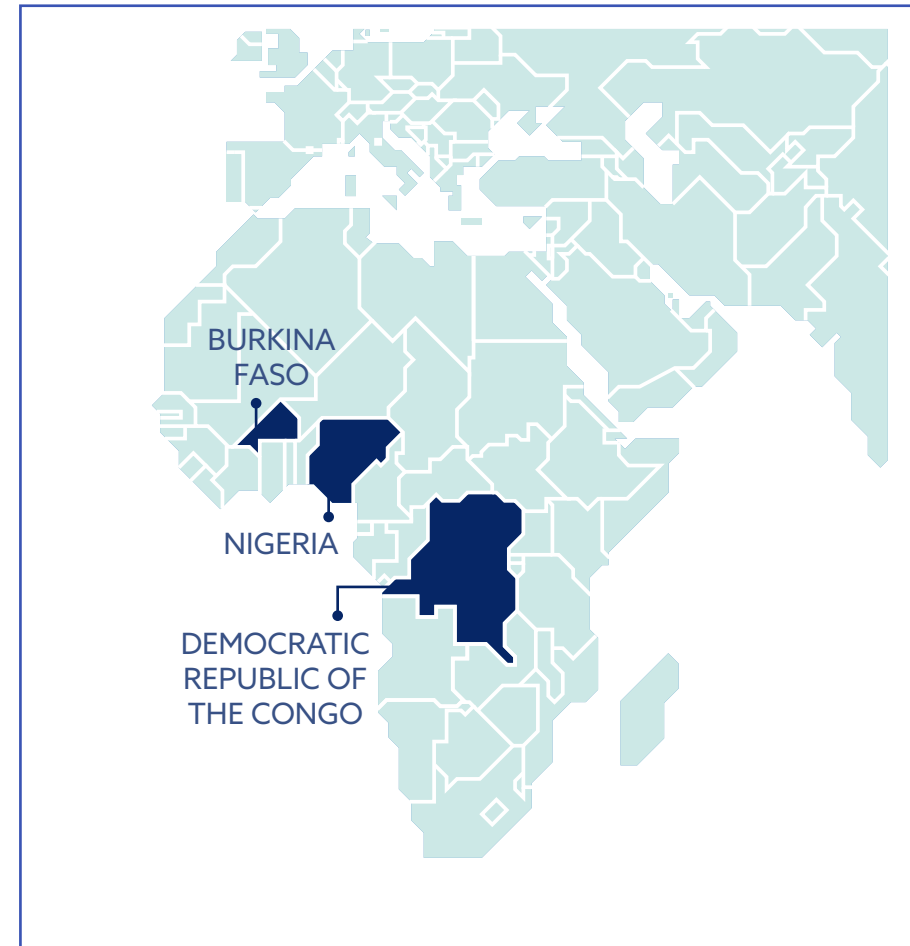 BURKINA
FASO
NIGERIA
DEMOCRATIC
REPUBLIC OF
THE CONGO